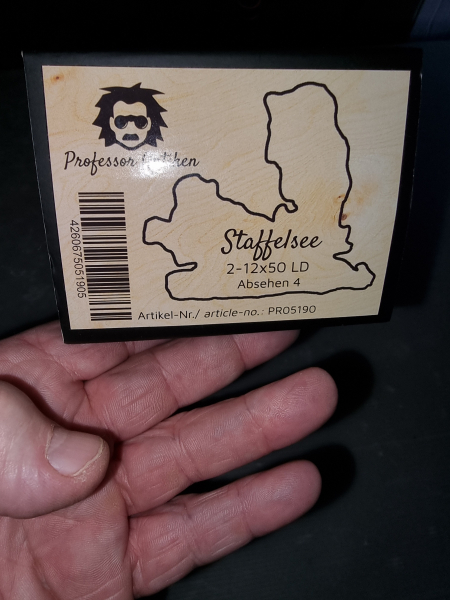 Professor
Staffelsee
2-12x50 LD
Absehen 4
4260675051905
Artikel-Nr./ article-no.: PR05190